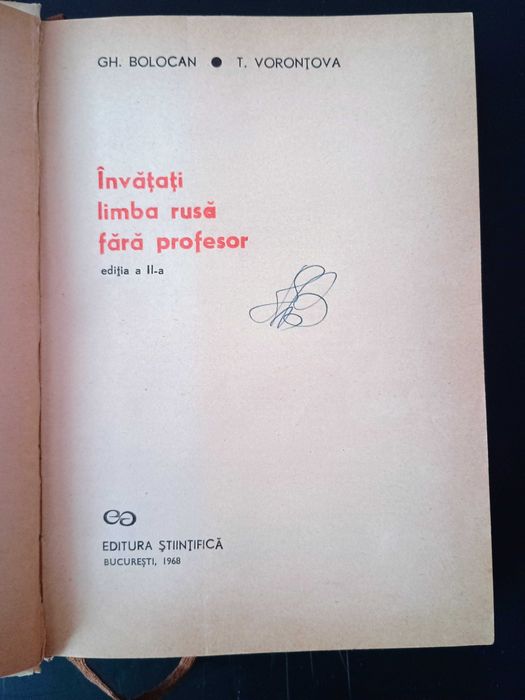 GH. BOLOCAN ● T. VORONȚOVA
Învățați
limba rusă
fără profesor
ediția a II-a
EDITURA ȘTIINȚIFICĂ
BUCUREȘTI, 1968